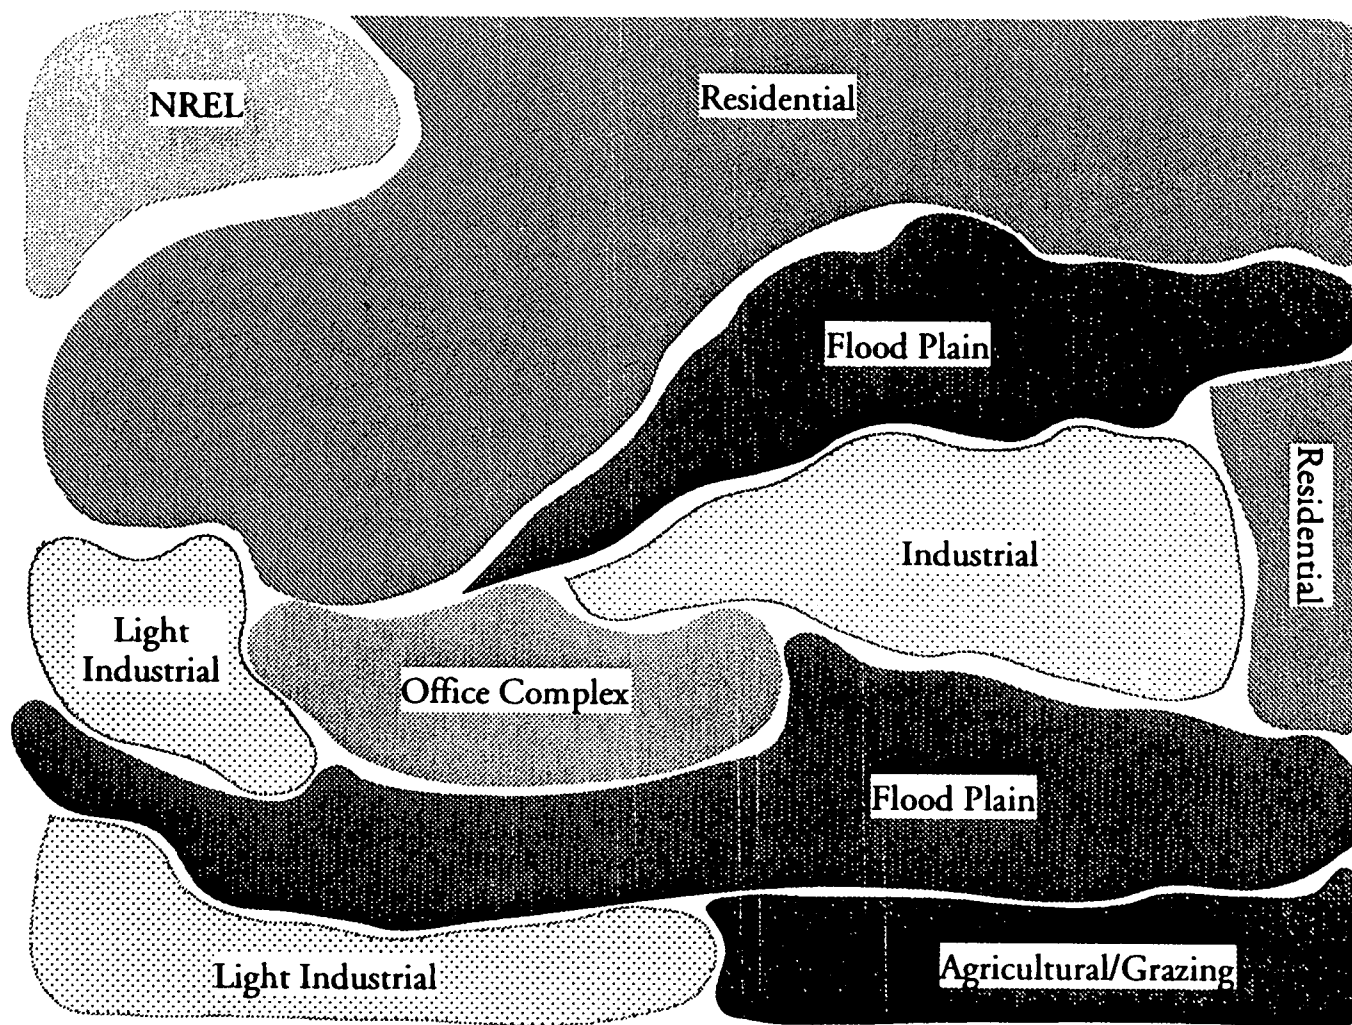 NREL
Residential
Flood Plain
Residential
Industrial
Light
Industrial
Office Complex
Flood Plain
Agricultural/Grazing
Light Industrial